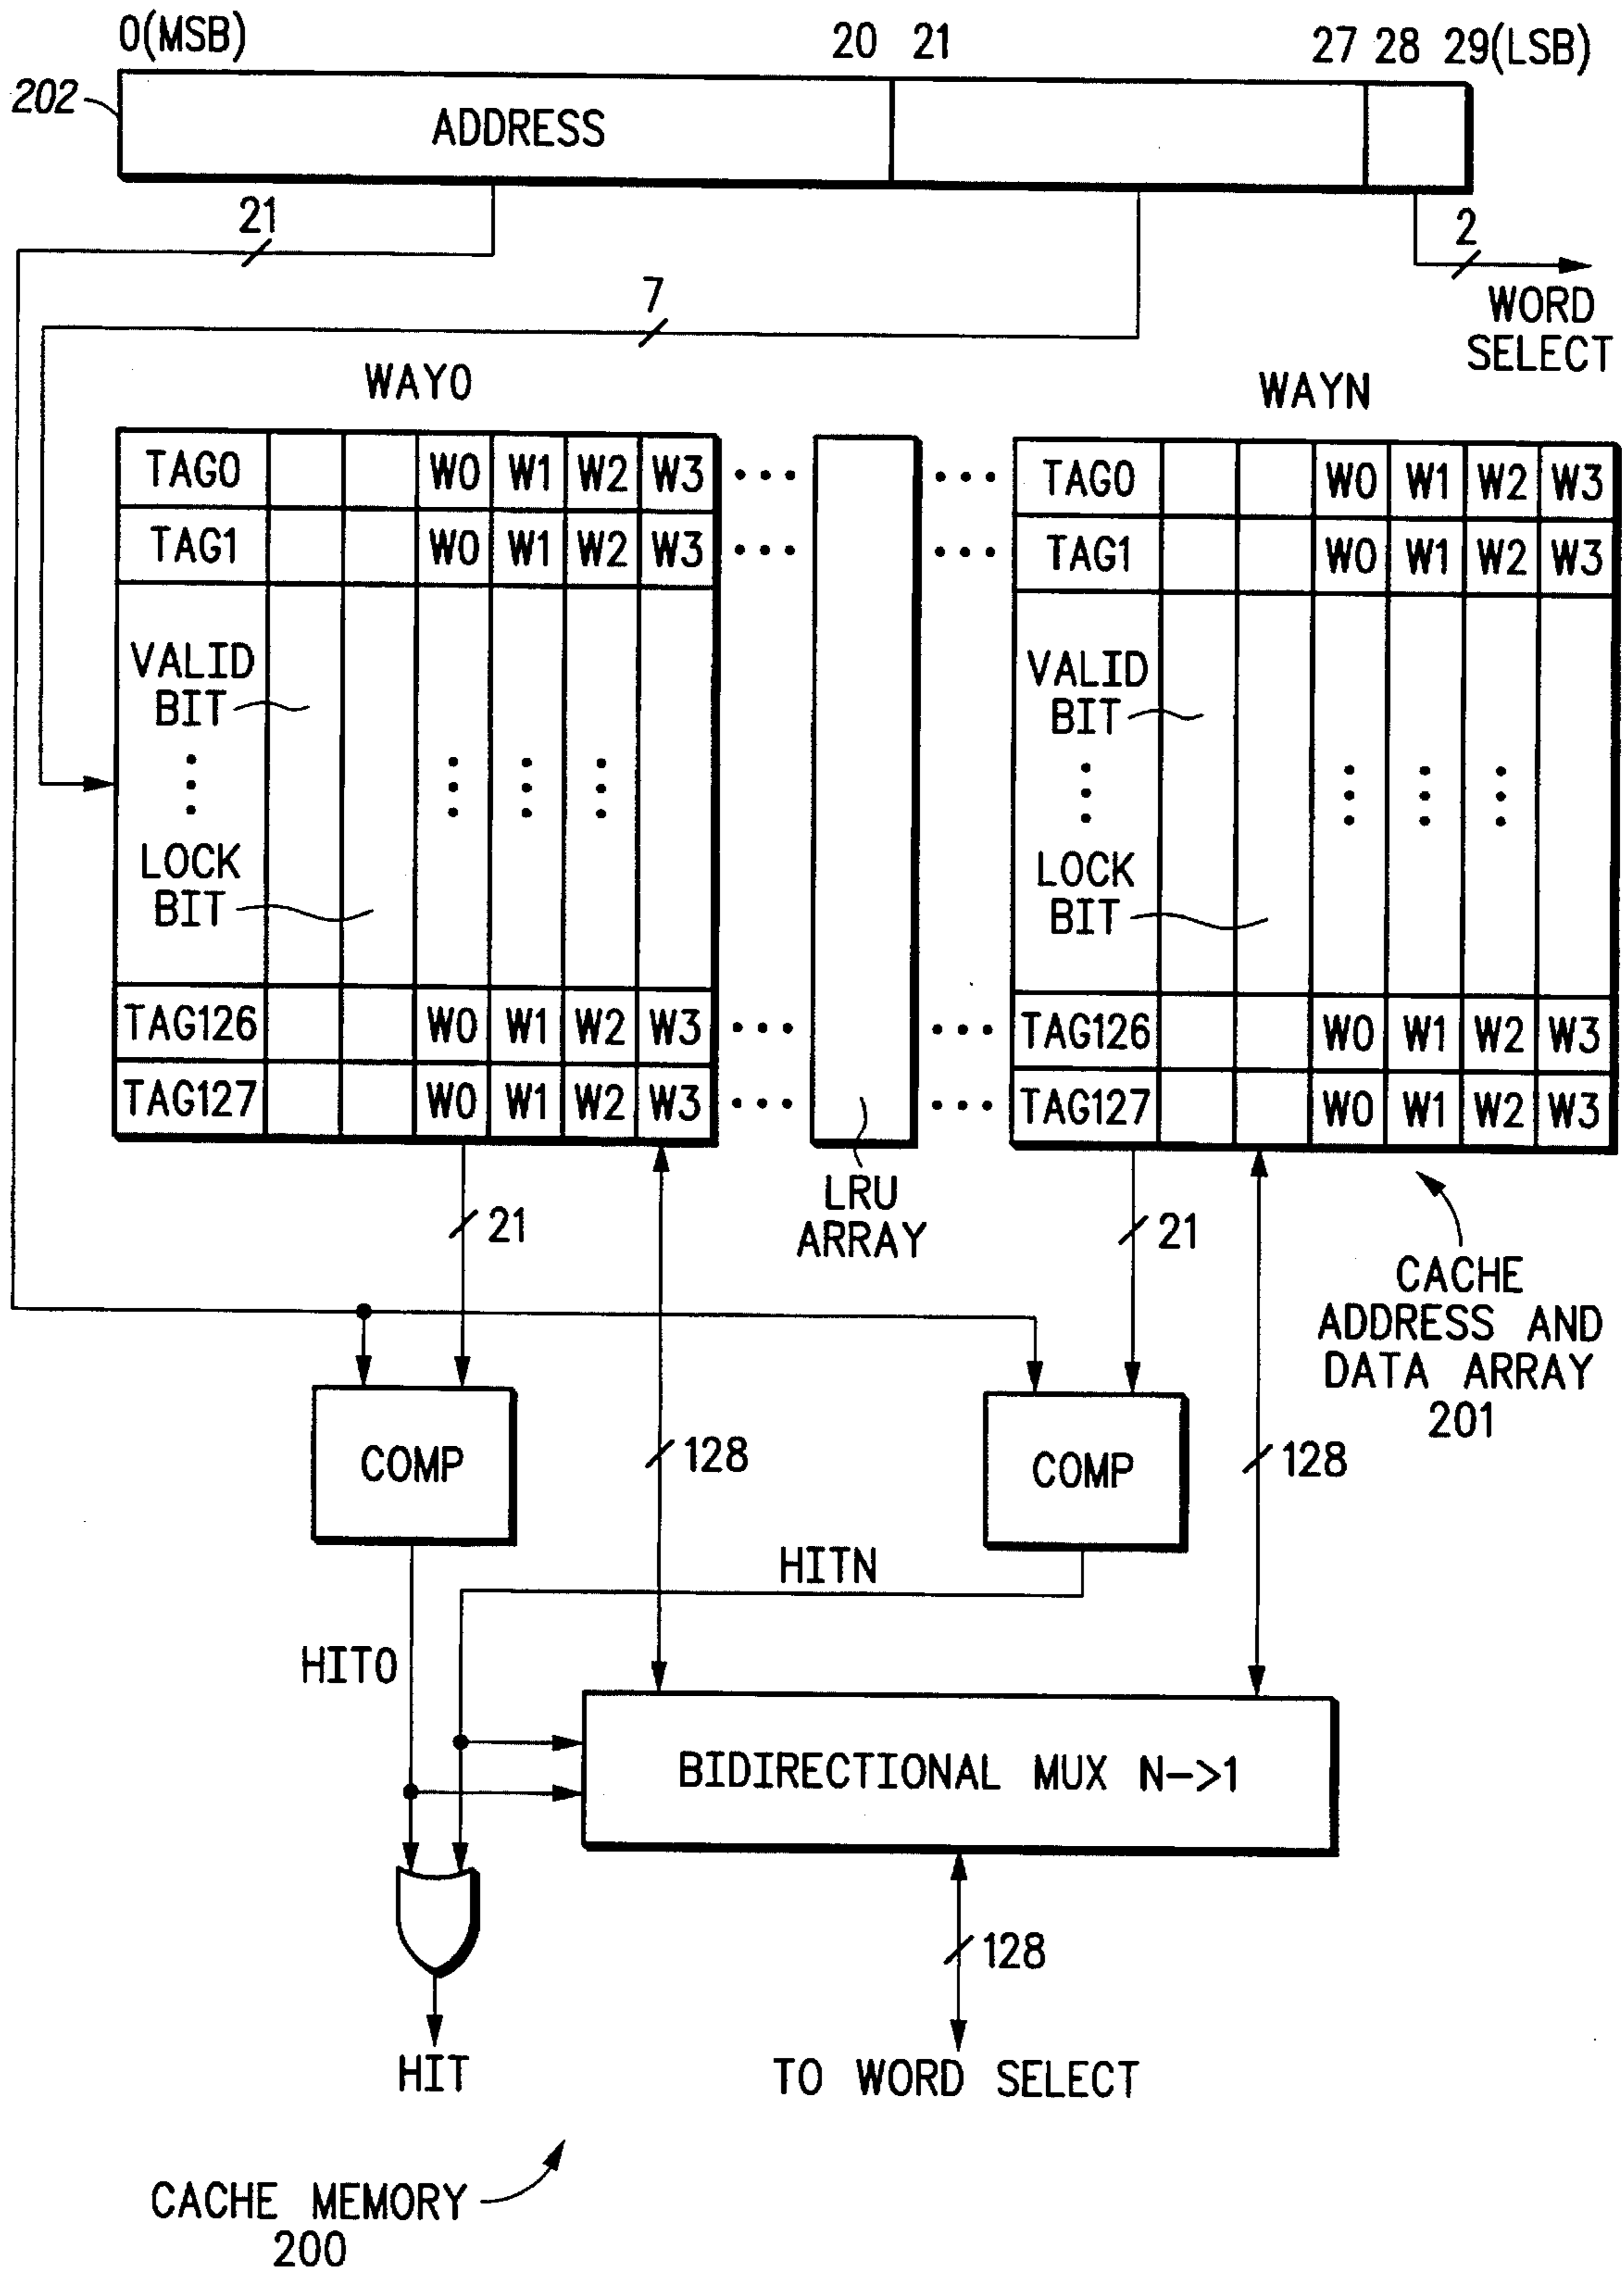 0(MSB) 20 21 27 28 29(LSB)
202
ADDRESS
21
2
7
WORD
SELECT
WAY0 WAYN
TAG0 W0 W1 W2 W3 TAG0 W0 W1 W2 W3
TAG1 W0 W1 W2 W3 TAG1 W0 W1 W2 W3
VALID
BIT
LOCK
BIT
VALID
BIT
LOCK
BIT
TAG126 W0 W1 W2 W3 TAG126 W0 W1 W2 W3
TAG127 W0 W1 W2 W3 TAG127 W0 W1 W2 W3
LRU
ARRAY
21
21
CACHE
ADDRESS AND
DATA ARRAY
201
COMP
128
COMP
128
HITN
HIT0
BIDIRECTIONAL MUX N->1
128
HIT
TO WORD SELECT
CACHE MEMORY
200